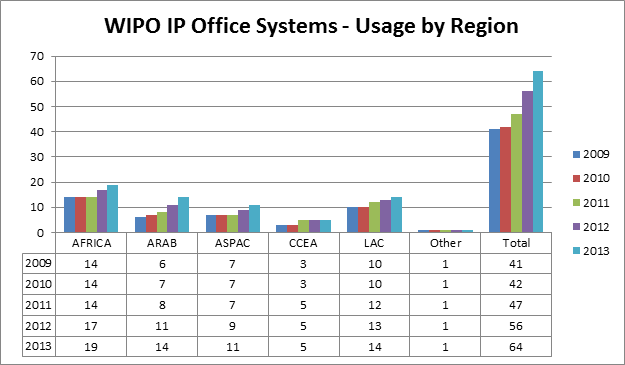 WIPO IP Office Systems - Usage by Region
70
60
50
40
30
20
10
0
2009
2010
2011
2012
2013
AFRICA ARAB ASPAC CCEA LAC Other Total
2009 14 6 7 3 10 1 41
2010 14 7 7 3 10 1 42
2011 14 8 7 5 12 1 47
2012 17 11 9 5 13 1 56
2013 19 14 11 5 14 1 64